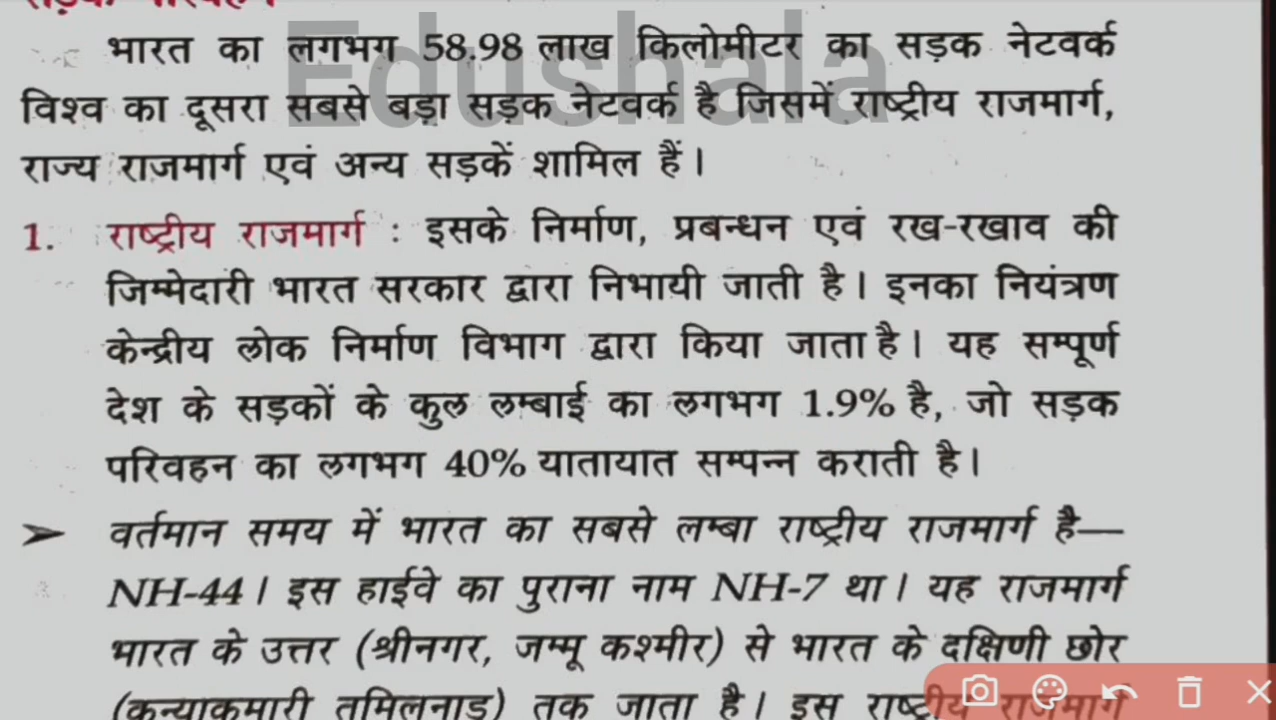 सड़क परिवहन
Edushala
भारत का लगभग 58.98 लाख किलोमीटर का सड़क नेटवर्क
विश्व का दूसरा सबसे बड़ा सड़क नेटवर्क है जिसमें राष्ट्रीय राजमार्ग,
राज्य राजमार्ग एवं अन्य सड़कें शामिल हैं।
1. राष्ट्रीय राजमार्ग : इसके निर्माण, प्रबन्धन एवं रख-रखाव की
जिम्मेदारी भारत सरकार द्वारा निभायी जाती है। इनका नियंत्रण
केन्द्रीय लोक निर्माण विभाग द्वारा किया जाता है। यह सम्पूर्ण
देश के सड़कों के कुल लम्बाई का लगभग 1.9% है, जो सड़क
परिवहन का लगभग 40% यातायात सम्पन्न कराती है।
➤ वर्तमान समय में भारत का सबसे लम्बा राष्ट्रीय राजमार्ग है—
NH-44। इस हाईवे का पुराना नाम NH-7 था। यह राजमार्ग
भारत के उत्तर (श्रीनगर, जम्मू कश्मीर) से भारत के दक्षिणी छोर
(कन्याकुमारी तमिलनाडु) तक जाता है। इस राष्ट्रीय राजमार्ग